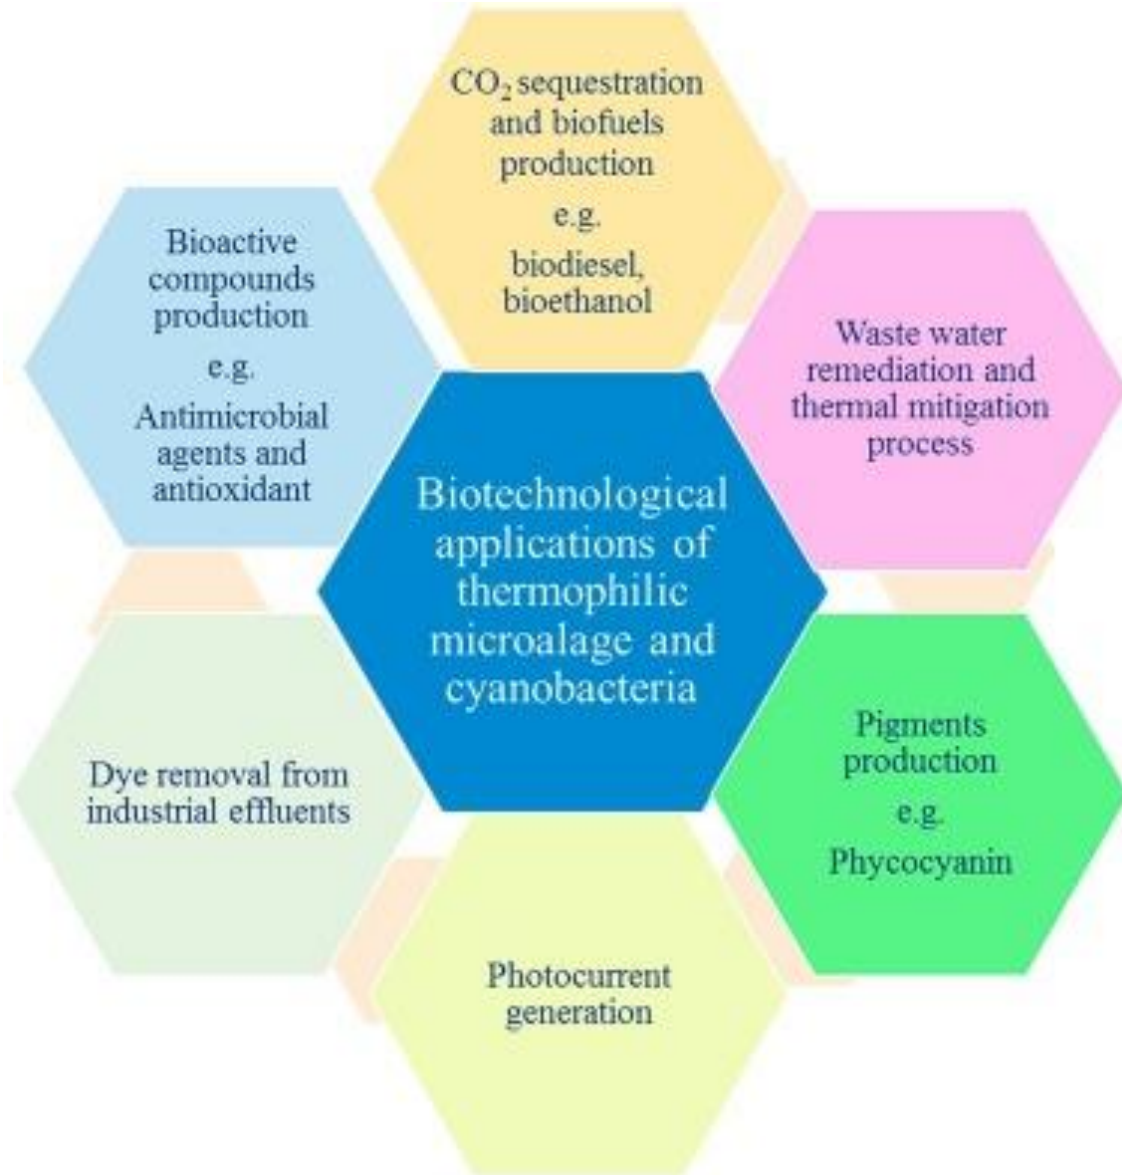 CO₂ sequestration
and biofuels
production
e.g.
biodiesel,
bioethanol
Waste water
remediation and
thermal mitigation
process
Pigments
production
e.g.
Phycocyanin
Photocurrent
generation
Dye removal from
industrial effluents
Bioactive
compounds
production
e.g.
Antimicrobial
agents and
antioxidant
Biotechnological
applications of
thermophilic
microalage and
cyanobacteria